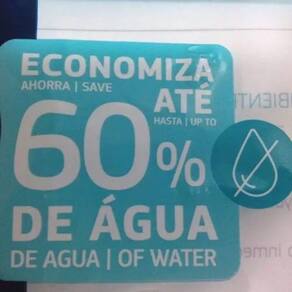 ECONOMIZA
AHORRA | SAVE
ATÉ
HASTA | UP TO
60%
DE ÁGUA
DE AGUA | OF WATER